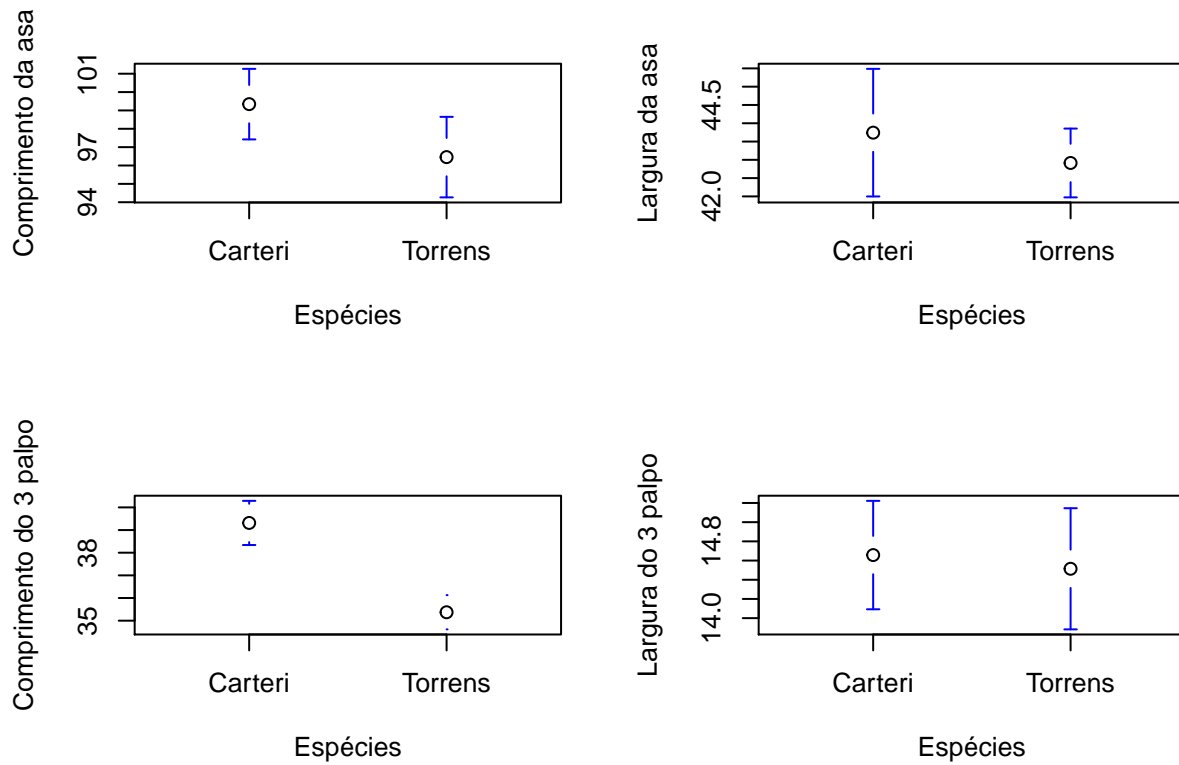 Comprimento da asa
101
97
94
Carteri Torrens
Espécies
Largura da asa
44.5
42.0
Carteri Torrens
Espécies
Comprimento do 3 palpo
38
35
Carteri Torrens
Espécies
Largura do 3 palpo
14.8
14.0
Carteri Torrens
Espécies